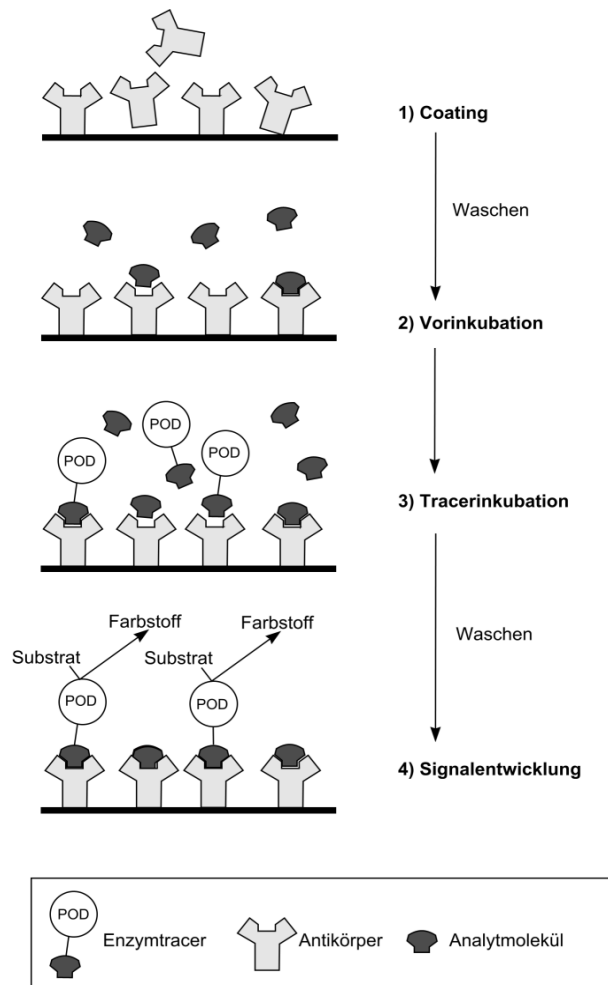 1) Coating
Waschen
2) Vorinkubation
POD
POD
POD
3) Tracerinkubation
Farbstoff
Farbstoff
Substrat
Substrat
Waschen
POD
POD
4) Signalentwicklung
POD
Enzymtracer
Antikörper
Analytmolekül